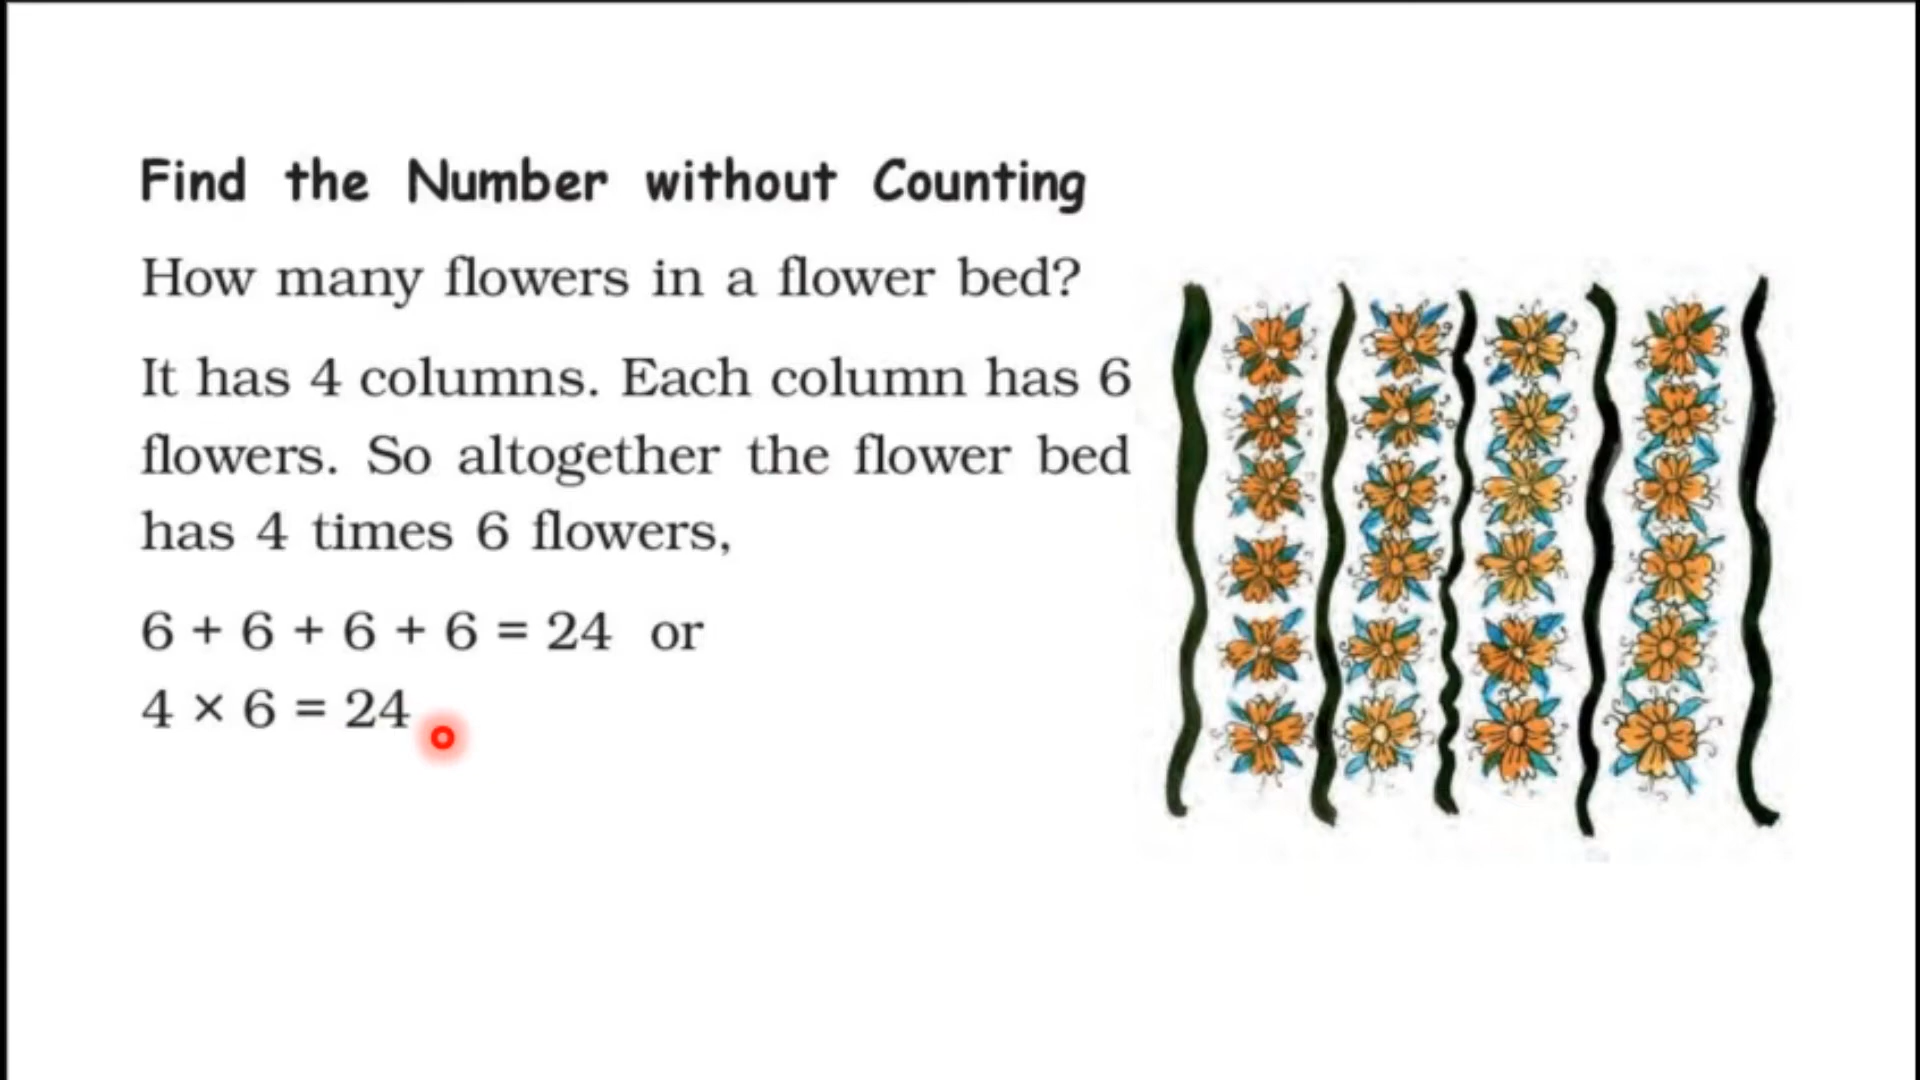 Find the Number without Counting
How many flowers in a flower bed?
It has 4 columns. Each column has 6
flowers. So altogether the flower bed
has 4 times 6 flowers,
6 + 6 + 6 + 6 = 24 or
4 × 6 = 24